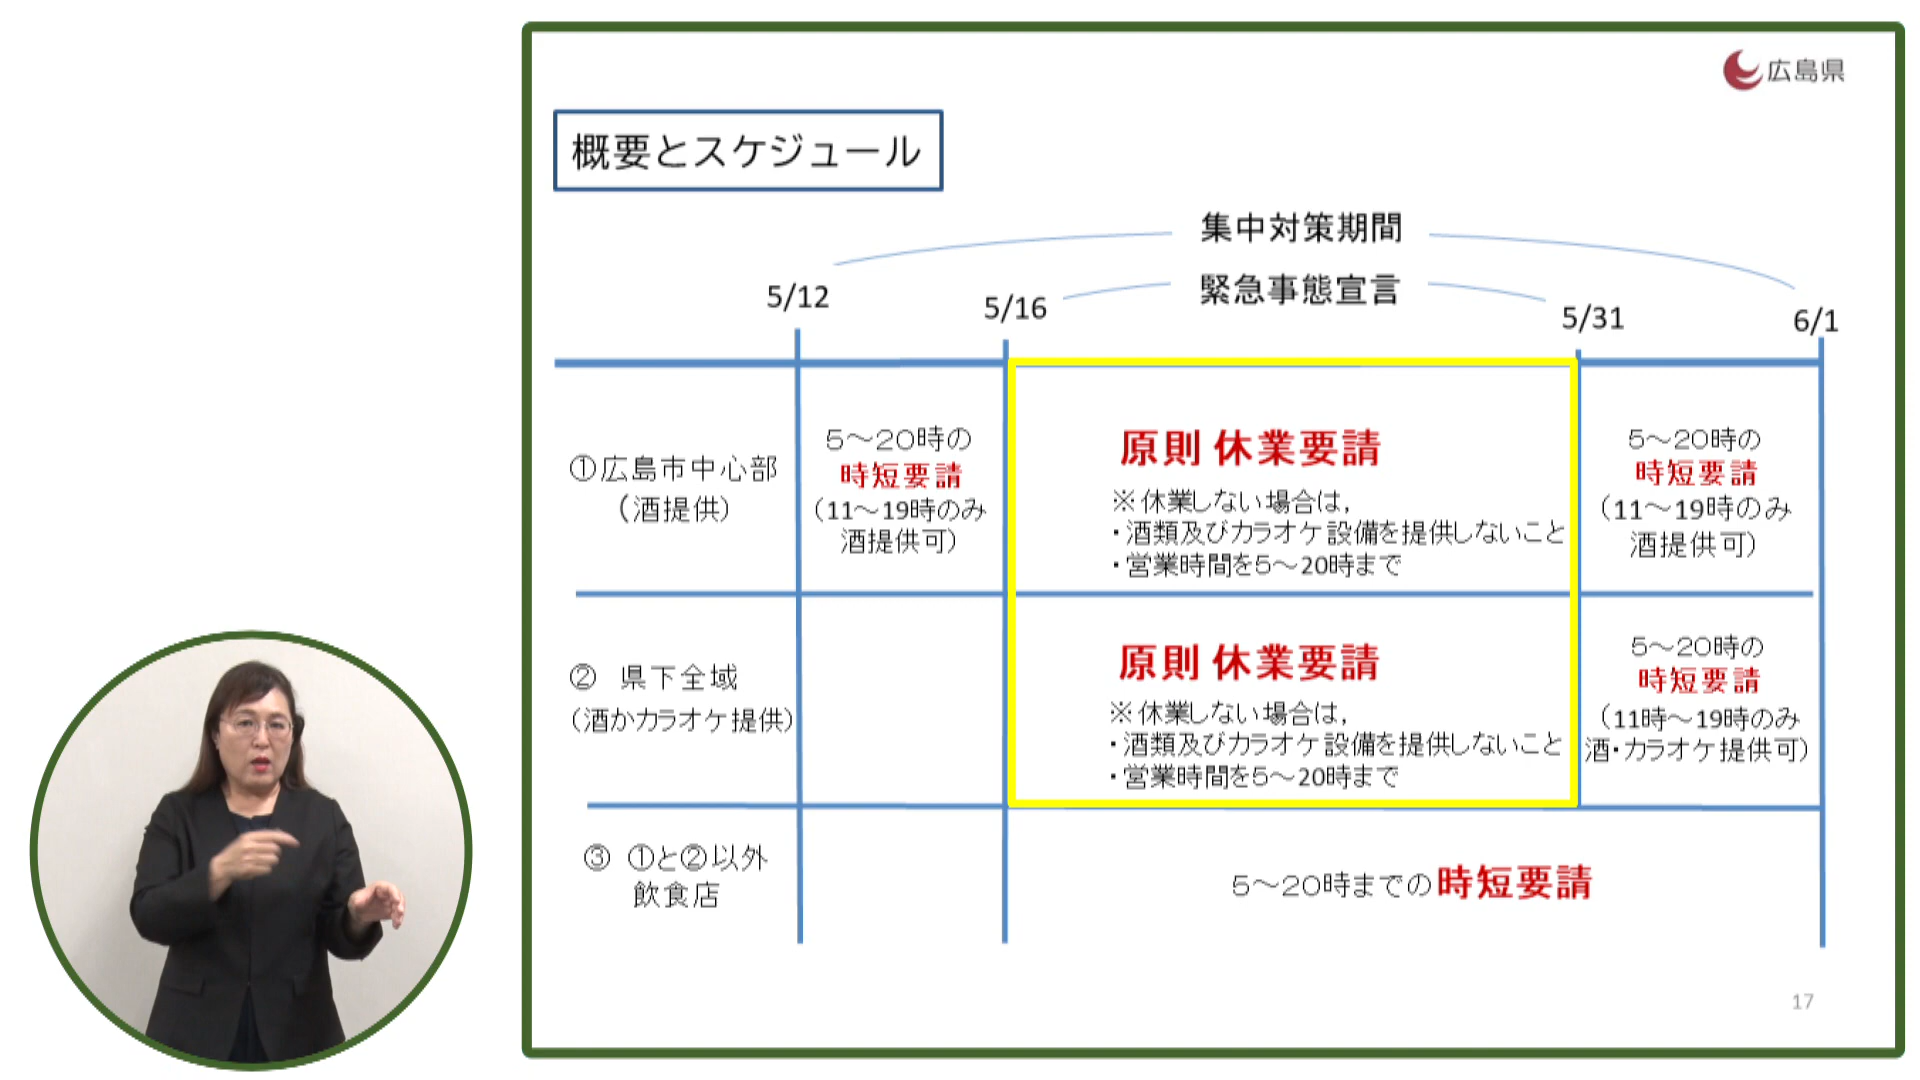 広島県
概要とスケジュール
集中対策期間
緊急事態宣言
5/12
5/16
5/31
6/1
①広島市中心部
（酒提供）
5～20時の
時短要請
（11～19時のみ
酒提供可）
原則 休業要請
※休業しない場合は，
・酒類及びカラオケ設備を提供しないこと
・営業時間を5～20時まで
5～20時の
時短要請
（11～19時のみ
酒提供可）
② 県下全域
（酒かカラオケ提供）
原則 休業要請
※休業しない場合は，
・酒類及びカラオケ設備を提供しないこと
・営業時間を5～20時まで
5～20時の
時短要請
（11時～19時のみ
酒・カラオケ提供可）
③ ①と②以外
飲食店
5～20時までの時短要請
17